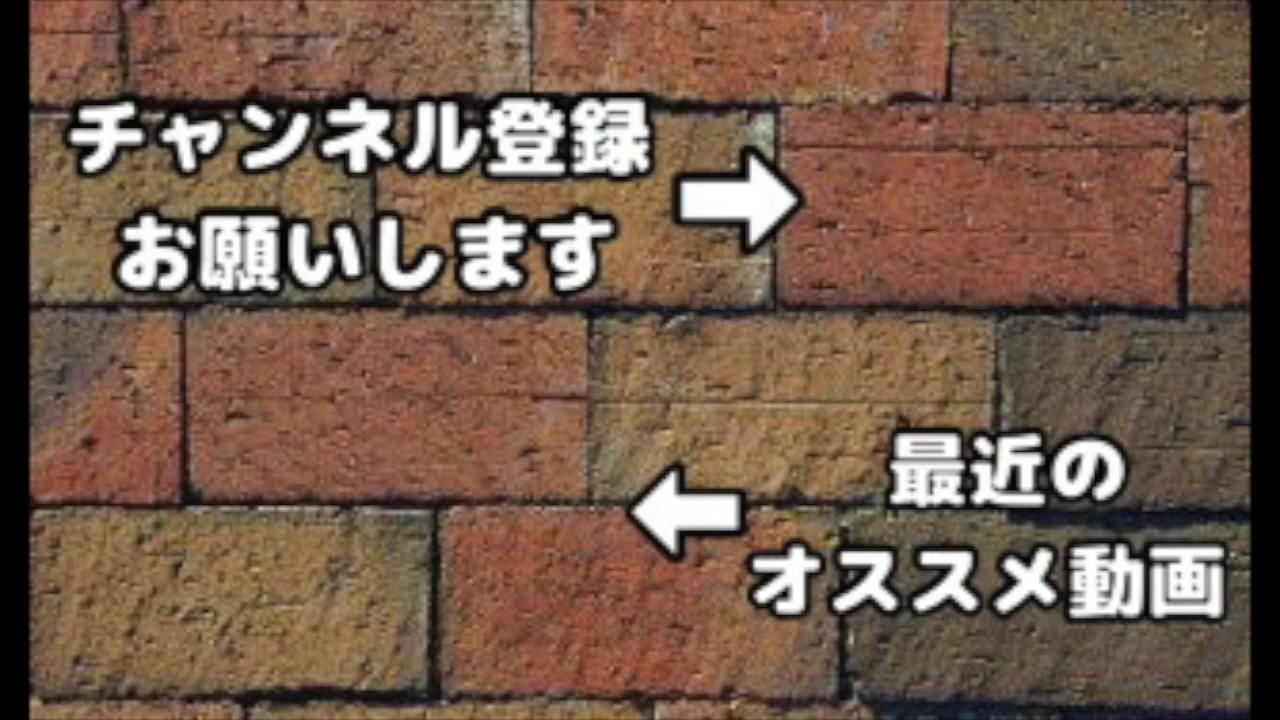 チャンネル登録
お願いします
最近の
オススメ動画